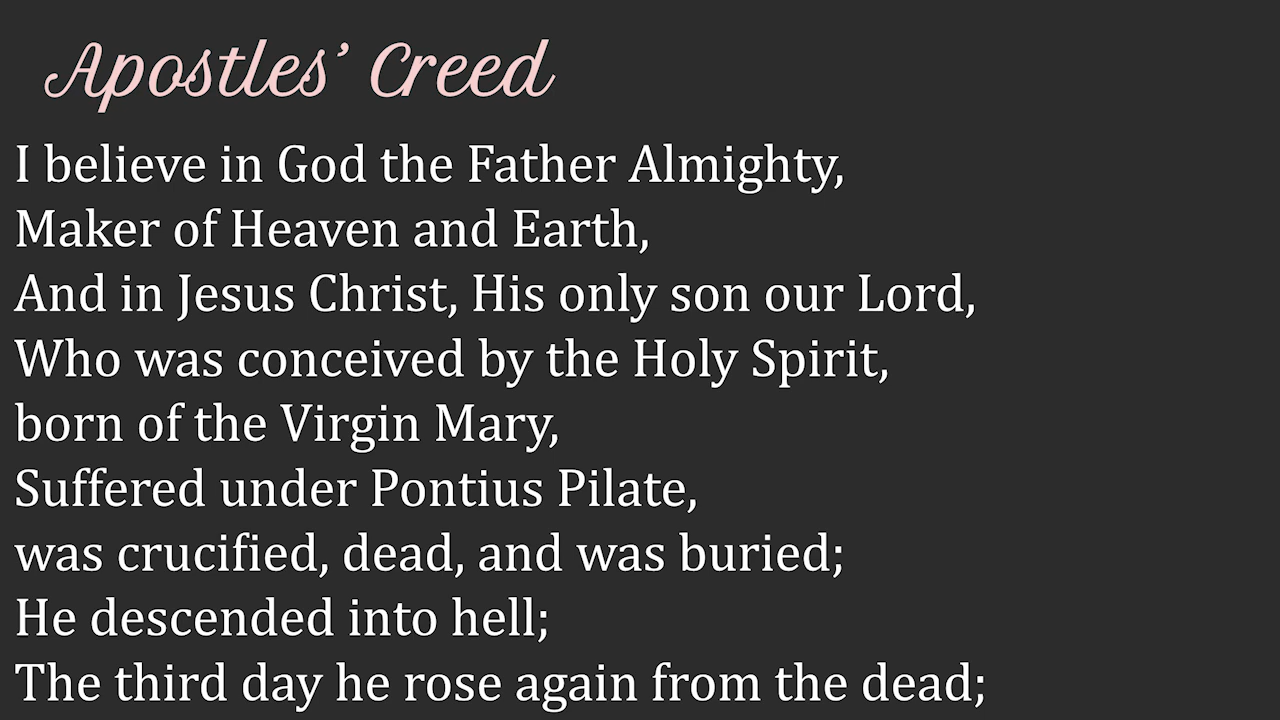 Apostles’ Creed
I believe in God the Father Almighty,
Maker of Heaven and Earth,
And in Jesus Christ, His only son our Lord,
Who was conceived by the Holy Spirit,
born of the Virgin Mary,
Suffered under Pontius Pilate,
was crucified, dead, and was buried;
He descended into hell;
The third day he rose again from the dead;